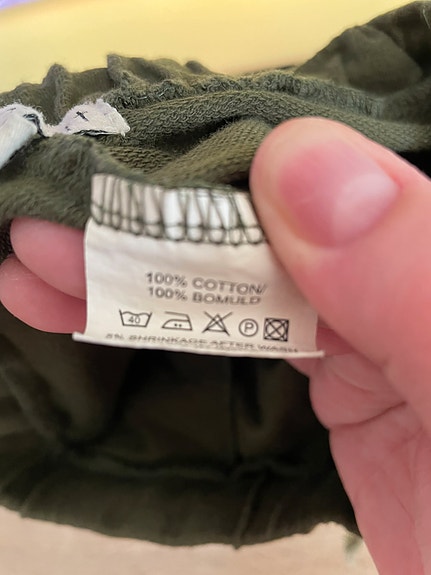 100% COTTON/
100% BOMULD
40 P
5% SHRINKAGE AFTER WASH